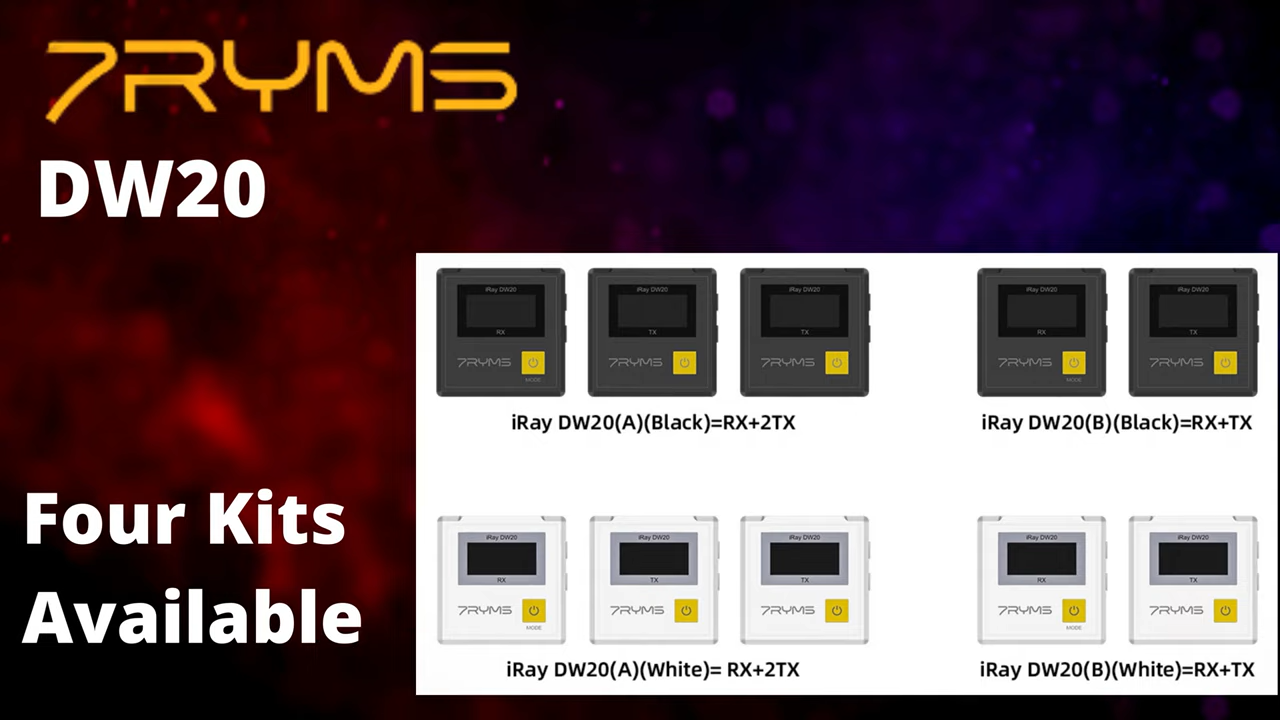 7RYMS
DW20
iRay DW20 iRay DW20 iRay DW20 iRay DW20 iRay DW20
RX TX TX RX TX
7RYMS 7RYMS 7RYMS 7RYMS 7RYMS
MODE MODE
iRay DW20(A)(Black)=RX+2TX iRay DW20(B)(Black)=RX+TX
Four Kits
Available
iRay DW20 iRay DW20 iRay DW20 iRay DW20 iRay DW20
RX TX TX RX TX
7RYMS 7RYMS 7RYMS 7RYMS 7RYMS
MODE MODE
iRay DW20(A)(White)= RX+2TX iRay DW20(B)(White)=RX+TX